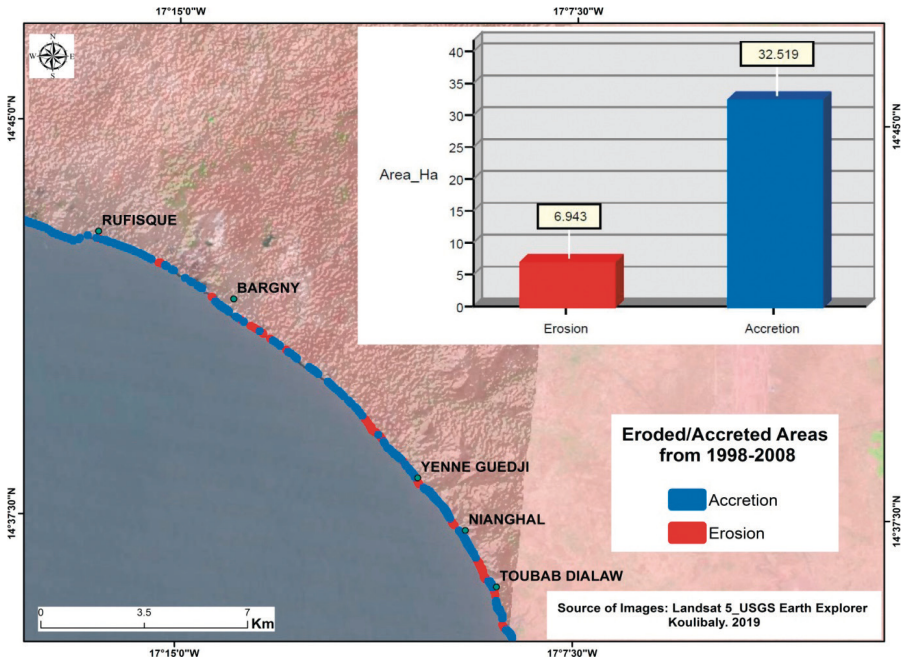 17°15'0"W
17°7'30"W
N
W
E
S
14°45'0"N
14°45'0"N
40
35
30
25
20
15
10
5
0
Area_Ha
32.519
6.943
Erosion
Accretion
RUFISQUE
BARGNY
YENNE GUEDJI
NIANGHAL
TOUBAB DIALAW
14°37'30"N
14°37'30"N
Eroded/Accreted Areas
from 1998-2008
Accretion
Erosion
0
3.5
7
Km
Source of Images: Landsat 5_USGS Earth Explorer
Koulibaly. 2019
17°15'0"W
17°7'30"W